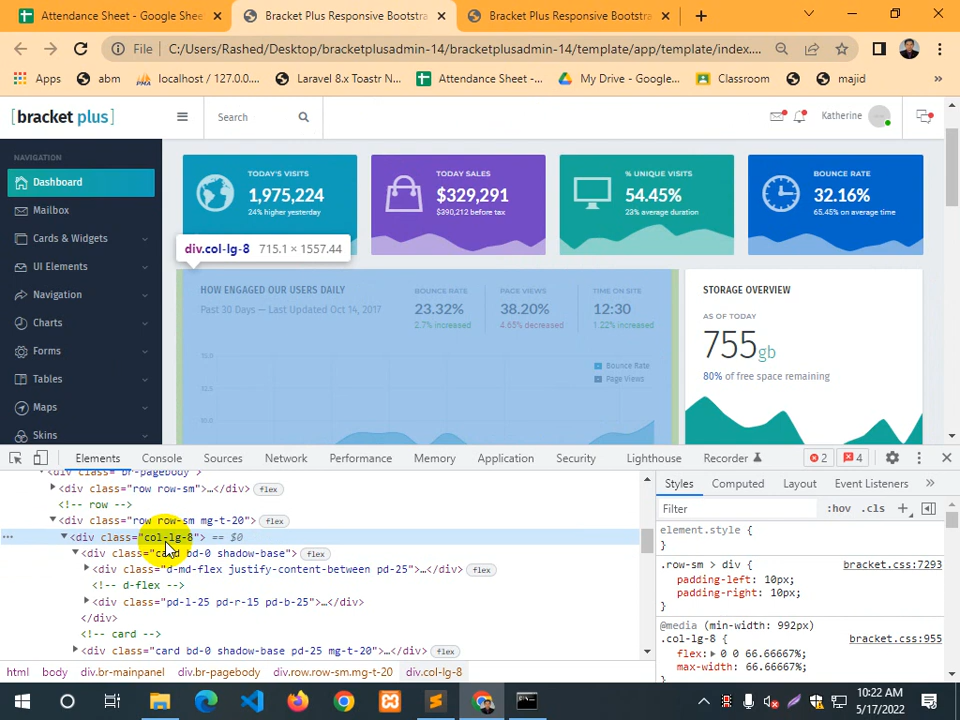 Attendance Sheet - Google Shee
Bracket Plus Responsive Bootstra
Bracket Plus Responsive Bootstra
File
C:/Users/Rashed/Desktop/bracketplusadmin-14/bracketplusadmin-14/template/app/template/index....
Apps
abm
localhost / 127.0.0....
Laravel 8.x Toastr N...
Attendance Sheet -...
My Drive - Google...
Classroom
majid
[bracket plus]
Search
Katherine
NAVIGATION
Dashboard
Mailbox
Cards & Widgets
UI Elements
Navigation
Charts
Forms
Tables
Maps
Skins
TODAY'S VISITS
1,975,224
24% higher yesterday
TODAY SALES
$329,291
$390,212 before tax
% UNIQUE VISITS
54.45%
23% average duration
BOUNCE RATE
32.16%
65.45% on average time
div.col-lg-8 715.1 × 1557.44
HOW ENGAGED OUR USERS DAILY
Past 30 Days — Last Updated Oct 14, 2017
BOUNCE RATE
23.32%
2.7% increased
PAGE VIEWS
38.20%
4.65% decreased
TIME ON SITE
12:30
1.22% increased
Bounce Rate
Page Views
STORAGE OVERVIEW
AS OF TODAY
755gb
80% of free space remaining
Elements
Console
Sources
Network
Performance
Memory
Application
Security
Lighthouse
Recorder
2
4
<div class="br-pagebody">
<div class="row row-sm">…</div> flex
<!-- row -->
<div class="row row-sm mg-t-20"> flex
<div class="col-lg-8"> == $0
<div class="card bd-0 shadow-base"> flex
<div class="d-md-flex justify-content-between pd-25">…</div> flex
<!-- d-flex -->
<div class="pd-l-25 pd-r-15 pd-b-25">…</div>
</div>
<!-- card -->
<div class="card bd-0 shadow-base pd-25 mg-t-20">…</div> flex
html body div.br-mainpanel div.br-pagebody div.row.row-sm.mg-t-20 div.col-lg-8
Styles
Computed
Layout
Event Listeners
Filter
:hov .cls
element.style {
}
.row-sm > div { bracket.css:7293
padding-left: 10px;
padding-right: 10px;
}
@media (min-width: 992px)
.col-lg-8 { bracket.css:955
flex: 0 0 66.66667%;
max-width: 66.66667%;
10:22 AM
5/17/2022